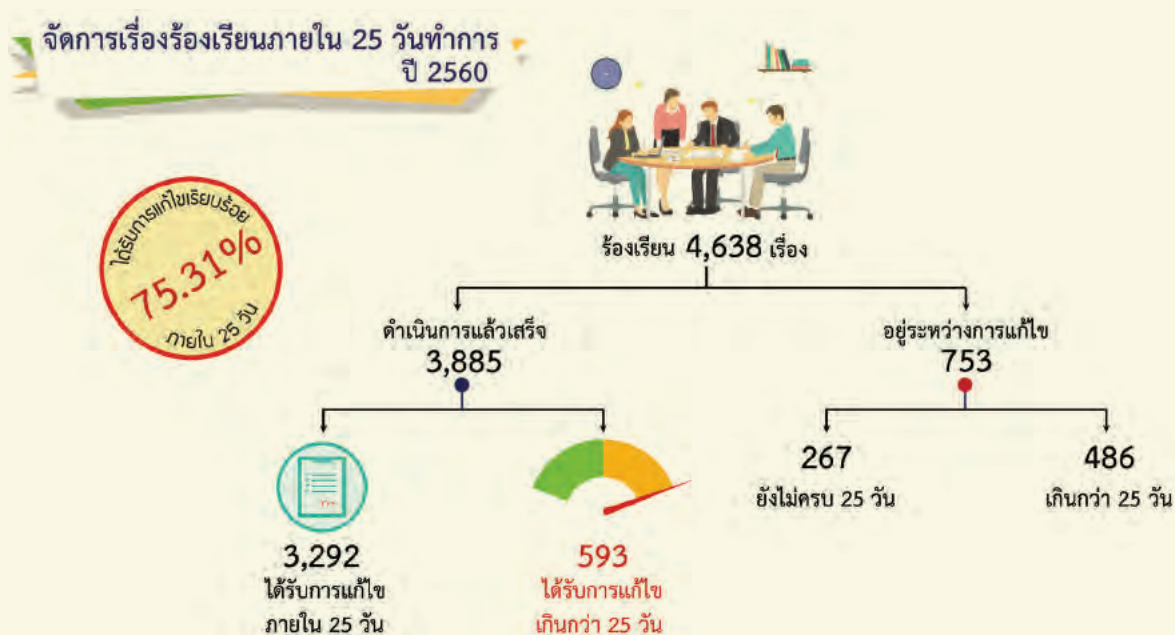 จัดการเรื่องร้องเรียนภายใน 25 วันทำการ
ปี 2560
ได้รับการแก้ไขเรียบร้อย
75.31%
ภายใน 25 วัน
ร้องเรียน 4,638 เรื่อง
ดำเนินการแล้วเสร็จ
3,885
อยู่ระหว่างการแก้ไข
753
3,292
ได้รับการแก้ไข
ภายใน 25 วัน
593
ได้รับการแก้ไข
เกินกว่า 25 วัน
267
ยังไม่ครบ 25 วัน
486
เกินกว่า 25 วัน